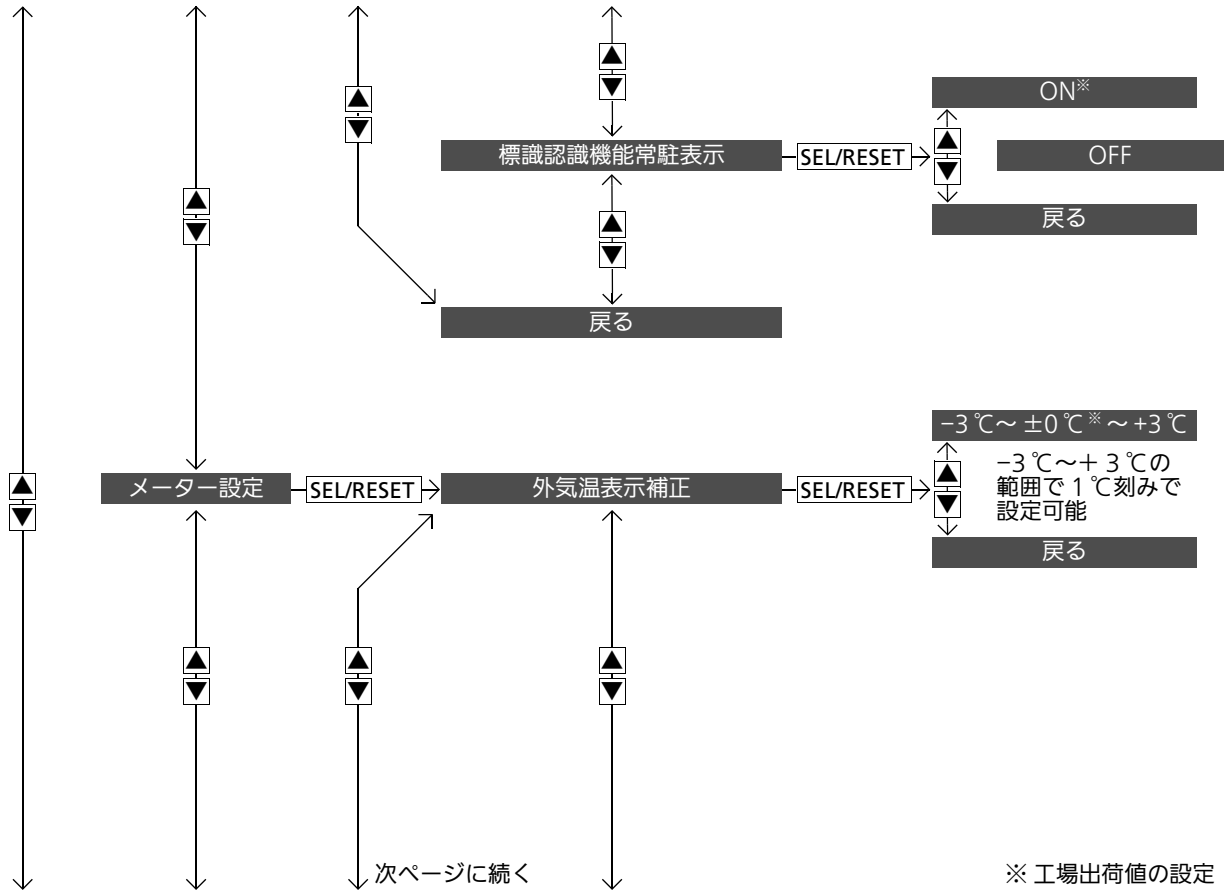 ON※
標識認識機能常駐表示
SEL/RESET
OFF
戻る
戻る
−3 ℃～ ±0 ℃※～ +3℃
メーター設定
SEL/RESET
外気温表示補正
SEL/RESET
−3 ℃～＋ 3 ℃の
範囲で 1 ℃刻みで
設定可能
戻る
次ページに続く
※ 工場出荷値の設定